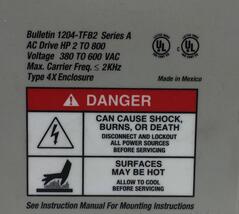 Bulletin 1204-TFB2 Series A
AC Drive HP 2 TO 800
Voltage 380 TO 600 VAC
Max. Carrier Freq. ≤ 2KHz
Type 4X Enclosure
UL
UL
Made in Mexico
DANGER
CAN CAUSE SHOCK,
BURNS, OR DEATH
DISCONNECT AND LOCKOUT
ALL POWER SOURCES
BEFORE SERVICING
SURFACES
MAY BE HOT
ALLOW TO COOL
BEFORE SERVICING
See Instruction Manual For Mounting Instructions